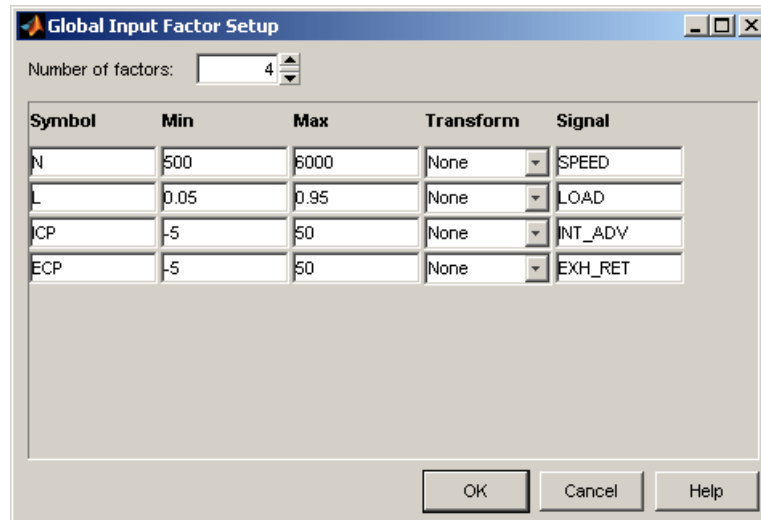 Global Input Factor Setup
Number of factors: 4
Symbol Min Max Transform Signal
N 500 6000 None SPEED
L 0.05 0.95 None LOAD
ICP -5 50 None INT_ADV
ECP -5 50 None EXH_RET
OK Cancel Help